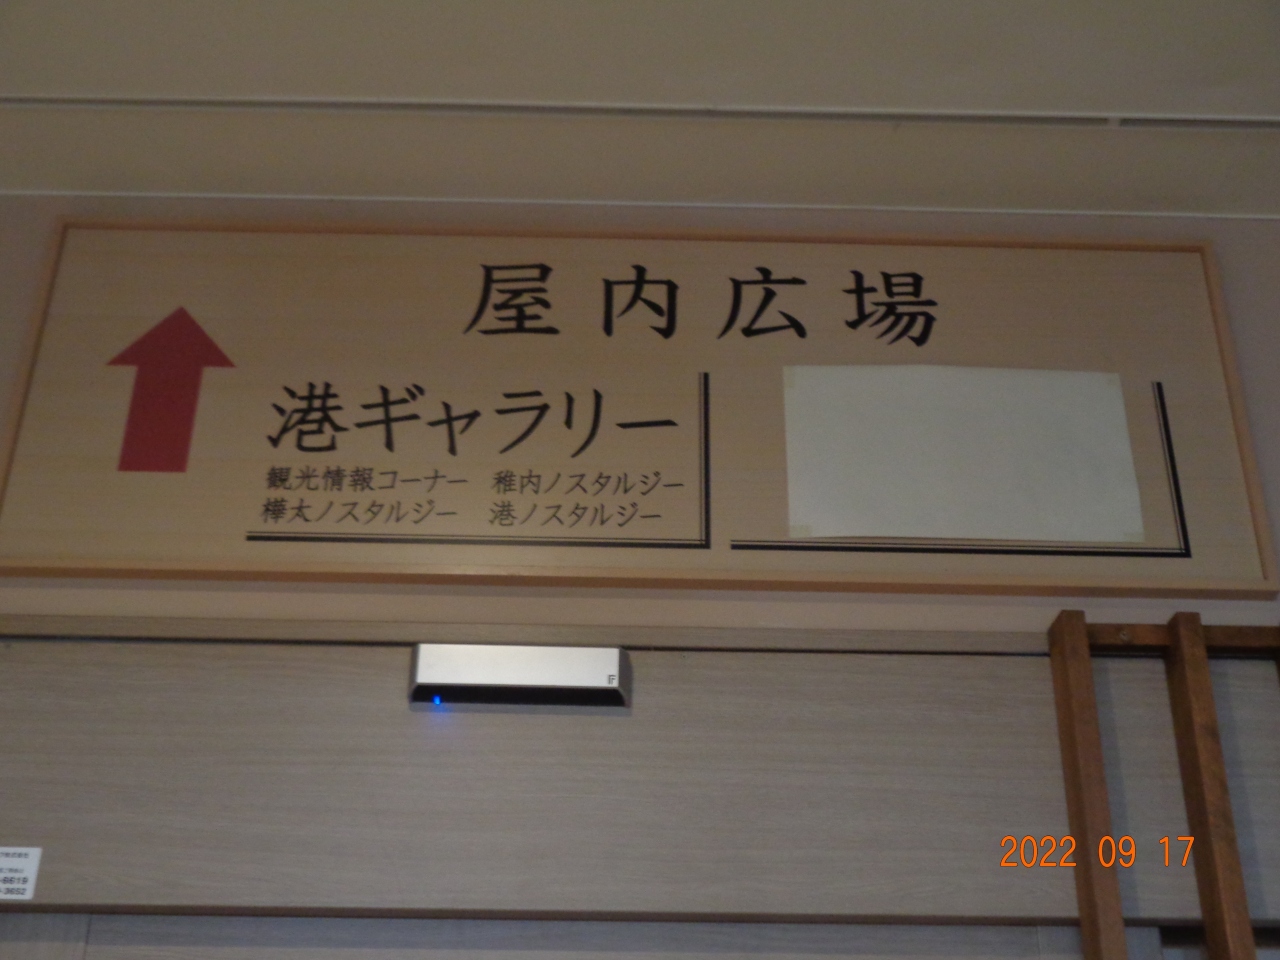 屋内広場
港ギャラリー
観光情報コーナー 稚内ノスタルジー
樺太ノスタルジー 港ノスタルジー
-6619
-3652
2022 09 17